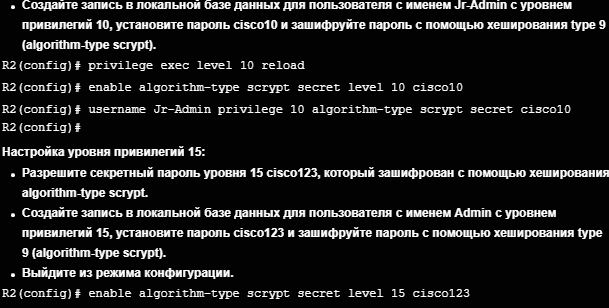 • Создайте запись в локальной базе данных для пользователя с именем Jr-Admin с уровнем
привилегий 10, установите пароль cisco10 и зашифруйте пароль с помощью хеширования type 9
(algorithm-type scrypt).
R2(config)# privilege exec level 10 reload
R2(config)# enable algorithm-type scrypt secret level 10 cisco10
R2(config)# username Jr-Admin privilege 10 algorithm-type scrypt secret cisco10
R2(config)#
Настройка уровня привилегий 15:
• Разрешите секретный пароль уровня 15 cisco123, который зашифрован с помощью хеширования
algorithm-type scrypt.
• Создайте запись в локальной базе данных для пользователя с именем Admin с уровнем
привилегий 15, установите пароль cisco123 и зашифруйте пароль с помощью хеширования type
9 (algorithm-type scrypt).
• Выйдите из режима конфигурации.
R2(config)# enable algorithm-type scrypt secret level 15 cisco123